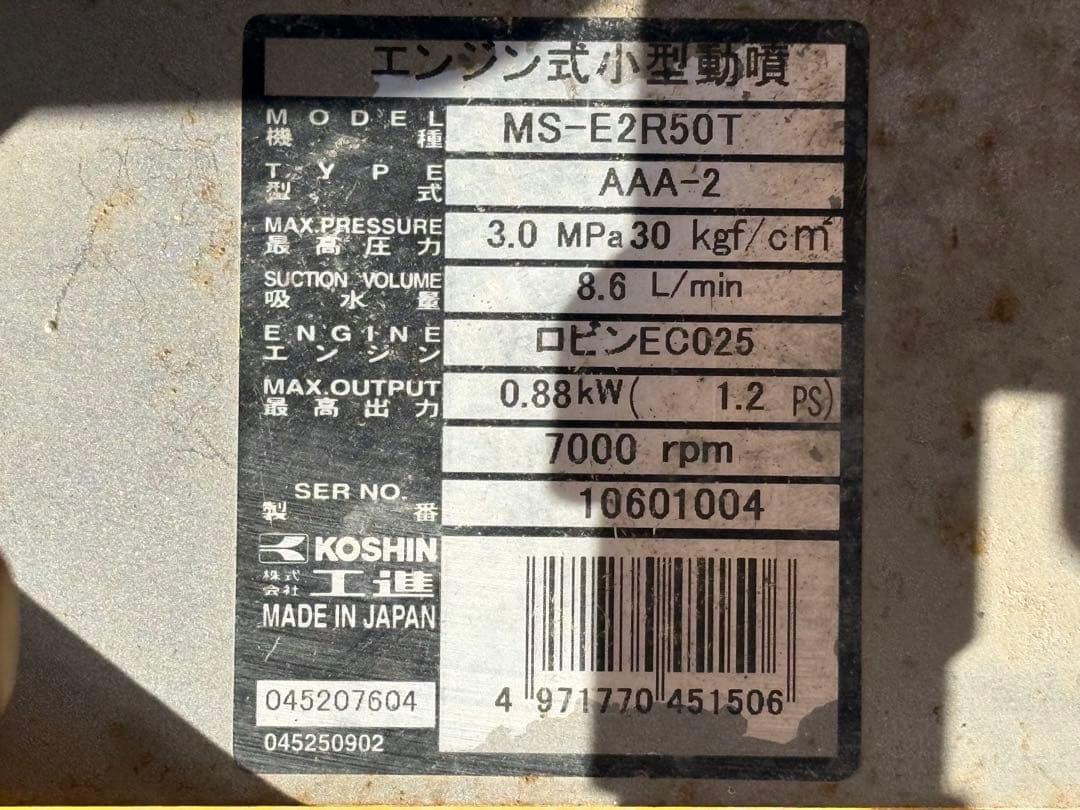 エンジン式小型動噴
MODEL
機種 MS-E2R50T
TYPE
型式 AAA-2
MAX.PRESSURE
最高圧力 3.0 MPa 30 kgf/cm²
SUCTION VOLUME
吸水量 8.6 L/min
ENGINE
エンジン ロビンEC025
MAX.OUTPUT
最高出力 0.88kW( 1.2 PS)
7000 rpm
SER NO.
製番 10601004
KOSHIN
株式会社 工進
MADE IN JAPAN
045207604
045250902
4 971770 451506